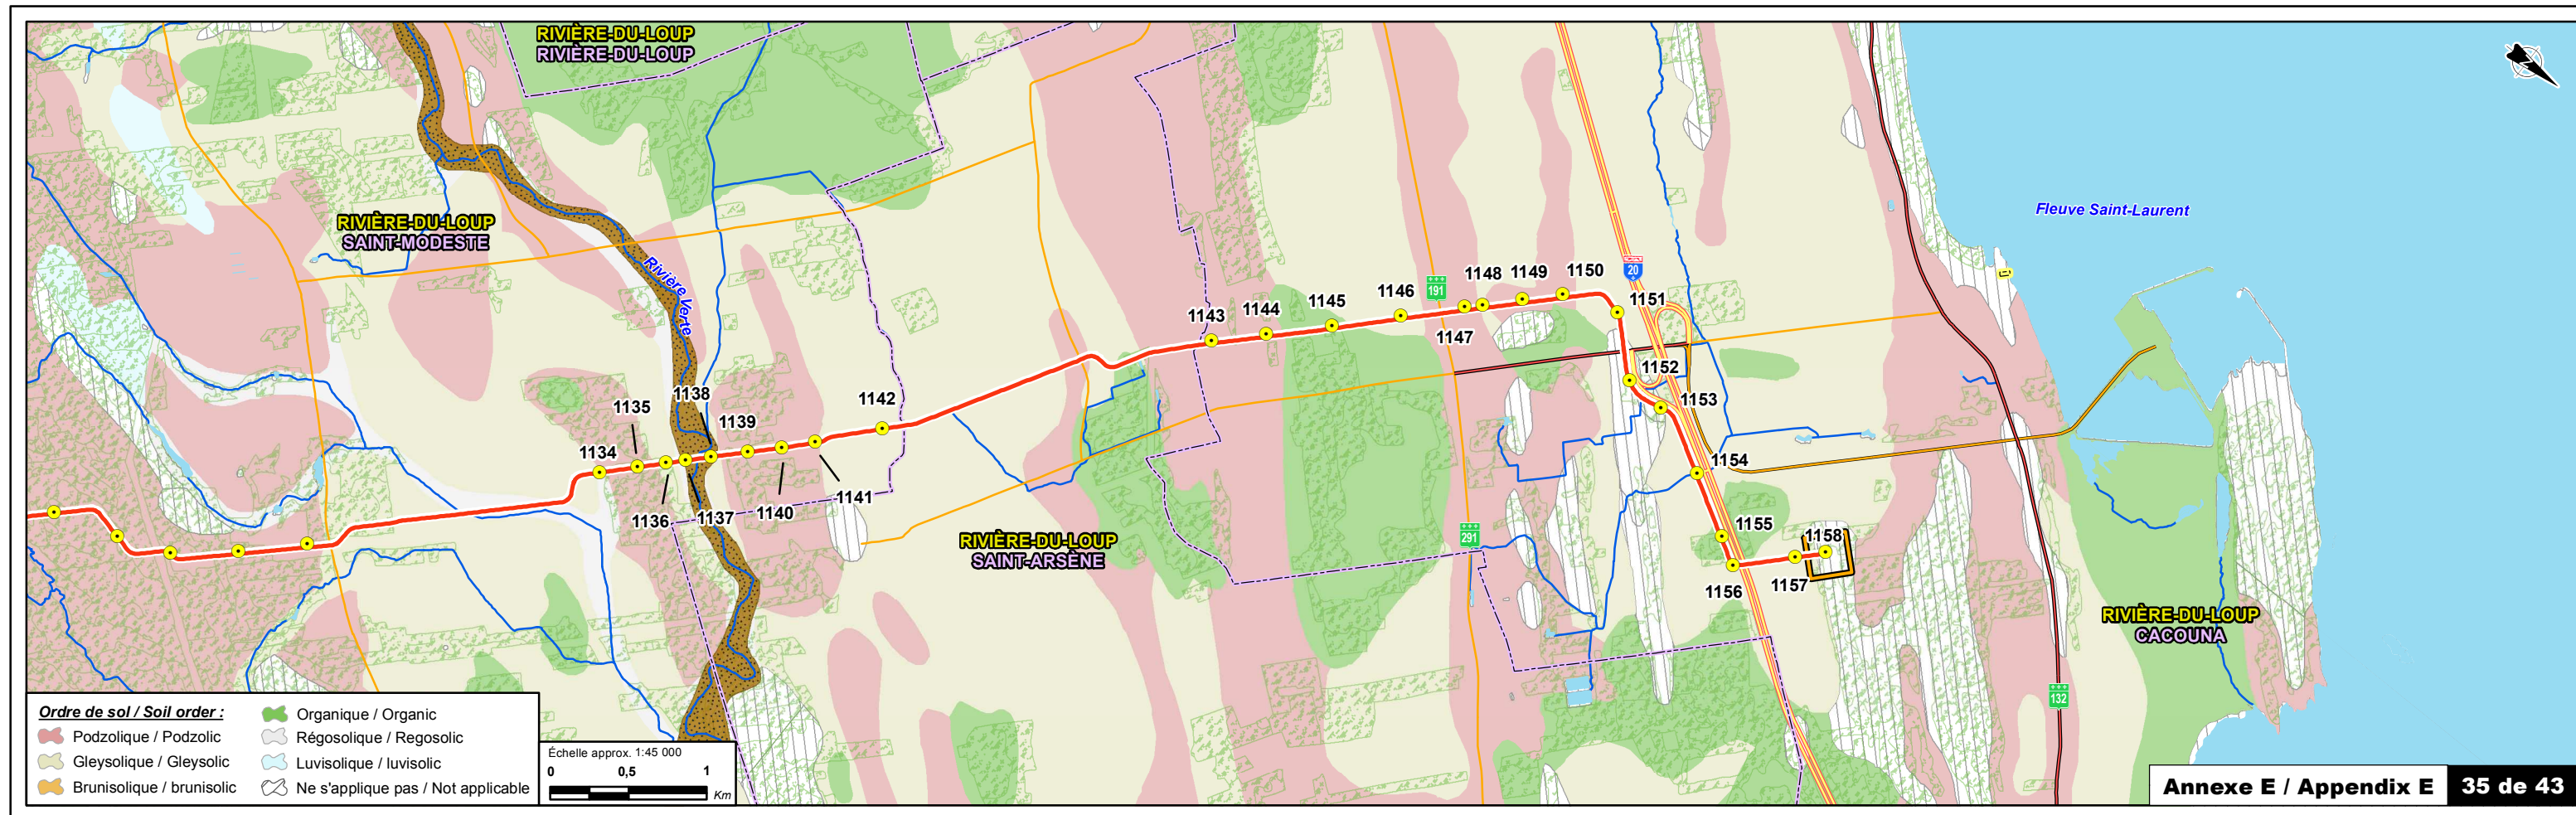 RIVIÈRE-DU-LOUP
RIVIÈRE-DU-LOUP
RIVIÈRE-DU-LOUP
SAINT-MODESTE
Rivière Verte
Fleuve Saint-Laurent
20
191
1134
1135
1136
1137
1138
1139
1140
1141
1142
1143
1144
1145
1146
1147
1148
1149
1150
1151
1152
1153
1154
1155
1156
1157
1158
291
132
RIVIÈRE-DU-LOUP
SAINT-ARSÈNE
RIVIÈRE-DU-LOUP
CACOUNA
Ordre de sol / Soil order :
Podzolique / Podzolic
Gleysolique / Gleysolic
Brunisolique / brunisolic
Organique / Organic
Régosolique / Regosolic
Luvisolique / luvisolic
Ne s'applique pas / Not applicable
Échelle approx. 1:45 000
0 0,5 1
Km
Annexe E / Appendix E 35 de 43